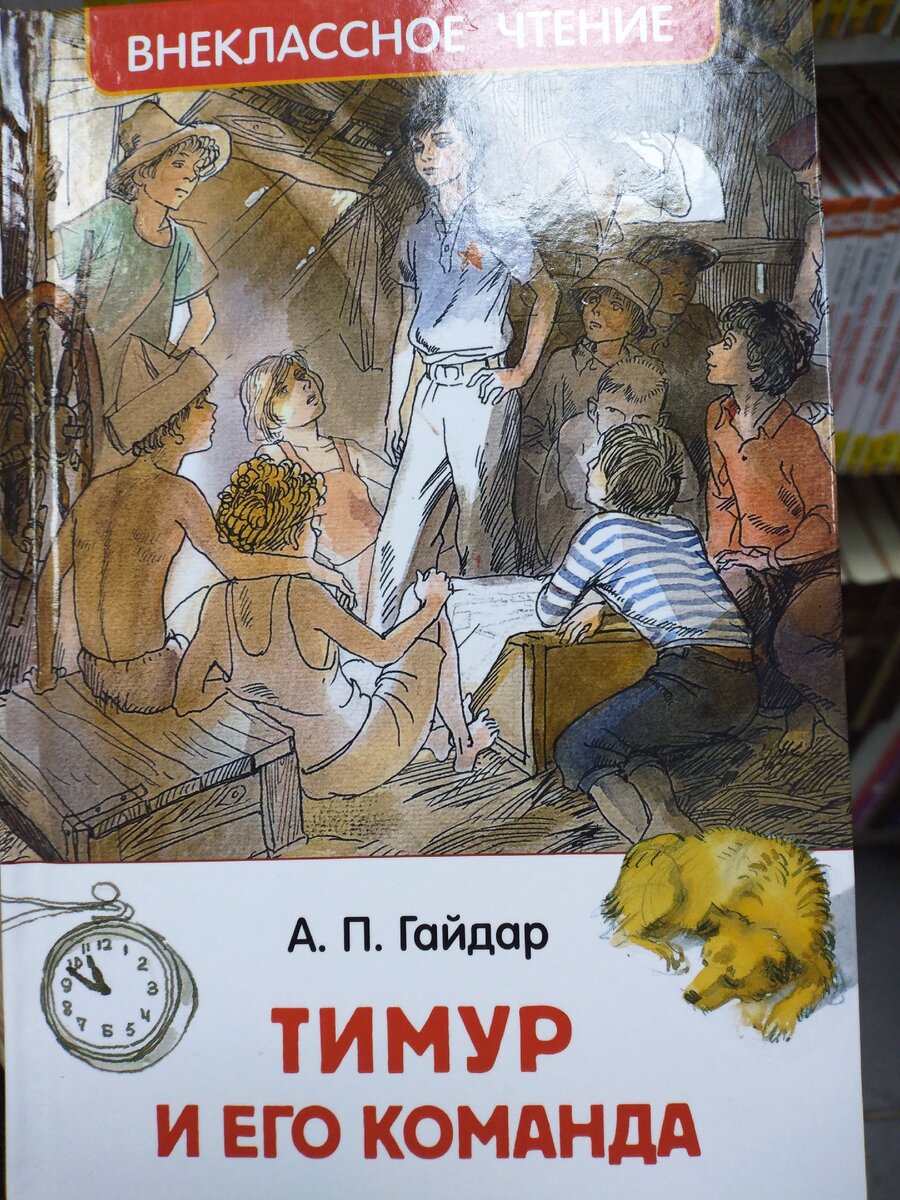 ВНЕКЛАССНОЕ ЧТЕНИЕ
А. П. Гайдар
ТИМУР
И ЕГО КОМАНДА